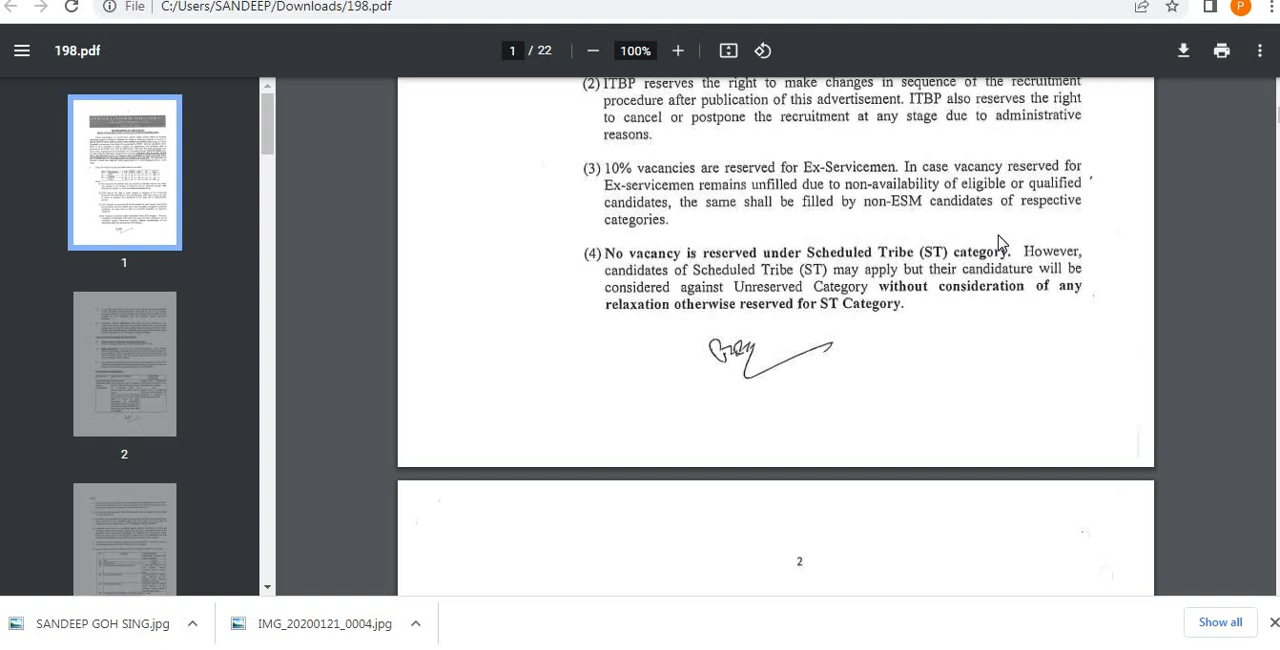 File
C:/Users/SANDEEP/Downloads/198.pdf
P
198.pdf
1 / 22
100%
(2) ITBP reserves the right to make changes in sequence of the recruitment
procedure after publication of this advertisement. ITBP also reserves the right
to cancel or postpone the recruitment at any stage due to administrative
reasons.
(3) 10% vacancies are reserved for Ex-Servicemen. In case vacancy reserved for
Ex-servicemen remains unfilled due to non-availability of eligible or qualified
candidates, the same shall be filled by non-ESM candidates of respective
categories.
(4) No vacancy is reserved under Scheduled Tribe (ST) category. However,
candidates of Scheduled Tribe (ST) may apply but their candidature will be
considered against Unreserved Category without consideration of any
relaxation otherwise reserved for ST Category.
2
1
2
SANDEEP GOH SING.jpg
IMG_20200121_0004.jpg
Show all